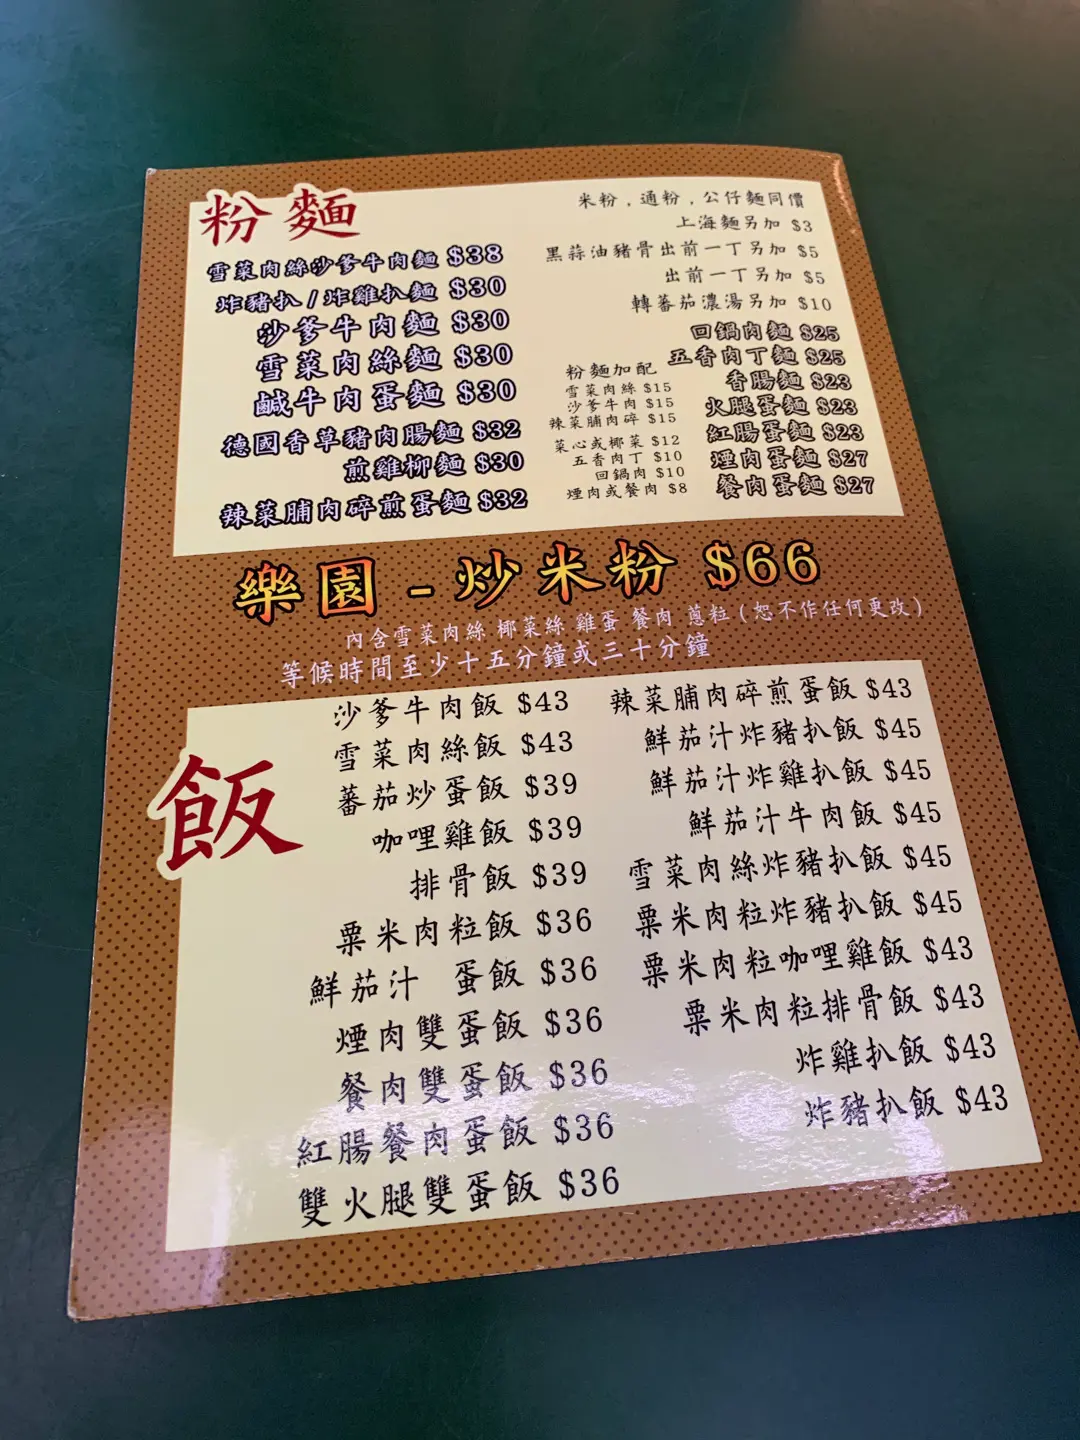 粉麵
雪菜肉絲沙爹牛肉麵 $38
炸豬扒/炸雞扒麵 $30
沙爹牛肉麵 $30
雪菜肉絲麵 $30
鹹牛肉蛋麵 $30
德國香草豬肉腸麵 $32
煎雞柳麵 $30
辣菜脯肉碎煎蛋麵 $32
米粉,通粉,公仔麵同價
上海麵另加 $3
黑蒜油豬骨出前一丁另加 $5
出前一丁另加 $5
轉蕃茄濃湯另加 $10
回鍋肉麵 $25
五香肉丁麵 $25
香腸麵 $23
火腿蛋麵 $23
紅腸蛋麵 $23
煙肉蛋麵 $27
餐肉蛋麵 $27
粉麵加配
雪菜肉絲 $15
沙爹牛肉 $15
辣菜脯肉碎 $15
菜心或椰菜 $12
五香肉丁 $10
回鍋肉 $10
煙肉或餐肉 $8
樂園 - 炒米粉 $66
內含雪菜肉絲 椰菜絲 雞蛋 餐肉 蔥粒(恕不作任何更改)
等候時間至少十五分鐘或三十分鐘
飯
沙爹牛肉飯 $43
雪菜肉絲飯 $43
蕃茄炒蛋飯 $39
咖哩雞飯 $39
排骨飯 $39
粟米肉粒飯 $36
鮮茄汁 蛋飯 $36
煙肉雙蛋飯 $36
餐肉雙蛋飯 $36
紅腸餐肉蛋飯 $36
雙火腿雙蛋飯 $36
辣菜脯肉碎煎蛋飯 $43
鮮茄汁炸豬扒飯 $45
鮮茄汁炸雞扒飯 $45
鮮茄汁牛肉飯 $45
雪菜肉絲炸豬扒飯 $45
粟米肉粒炸豬扒飯 $45
粟米肉粒咖哩雞飯 $43
粟米肉粒排骨飯 $43
炸雞扒飯 $43
炸豬扒飯 $43